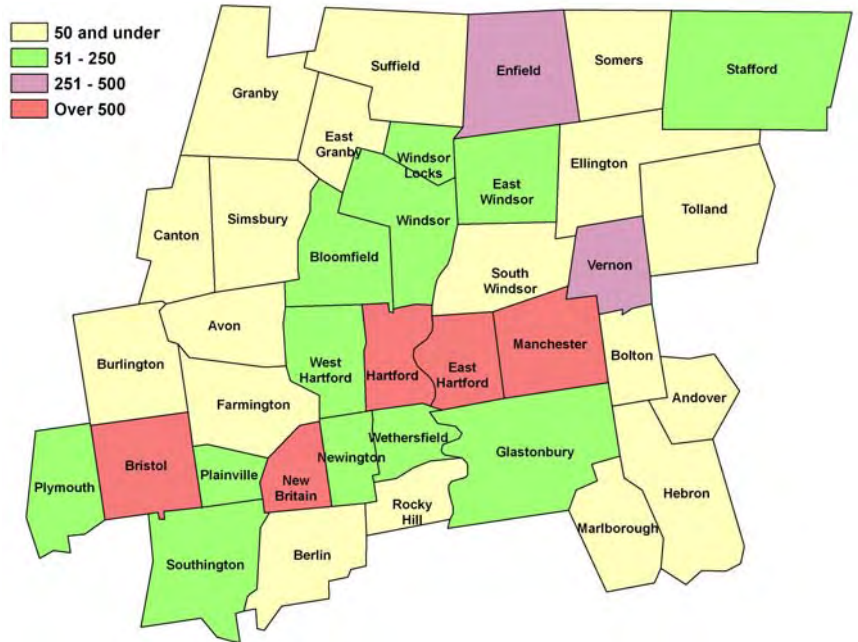 50 and under
51 - 250
251 - 500
Over 500
Suffield
Enfield
Somers
Stafford
Granby
East
Granby
Windsor
Locks
East
Windsor
Ellington
Tolland
Canton
Simsbury
Windsor
Bloomfield
South
Windsor
Vernon
Avon
Burlington
West
Hartford
Hartford
East
Hartford
Manchester
Bolton
Andover
Farmington
Plymouth
Bristol
Plainville
New
Britain
Newington
Wethersfield
Glastonbury
Rocky
Hill
Hebron
Marlborough
Southington
Berlin